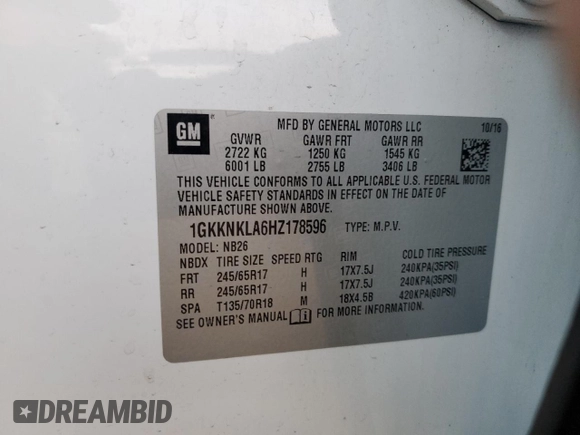 GM
MFD BY GENERAL MOTORS LLC 10/16
GVWR GAWR FRT GAWR RR
2722 KG 1250 KG 1545 KG
6001 LB 2755 LB 3406 LB
THIS VEHICLE CONFORMS TO ALL APPLICABLE U.S. FEDERAL MOTOR
VEHICLE SAFETY STANDARDS IN EFFECT ON THE DATE OF
MANUFACTURE SHOWN ABOVE.
1GKKNKLA6HZ178596 TYPE: M.P.V.
MODEL: NB26
NBDX TIRE SIZE SPEED RTG RIM COLD TIRE PRESSURE
FRT 245/65R17 H 17X7.5J 240KPA(35PSI)
RR 245/65R17 H 17X7.5J 240KPA(35PSI)
SPA T135/70R18 M 18X4.5B 420KPA(60PSI)
SEE OWNER'S MANUAL FOR MORE INFORMATION.
DREAMBID